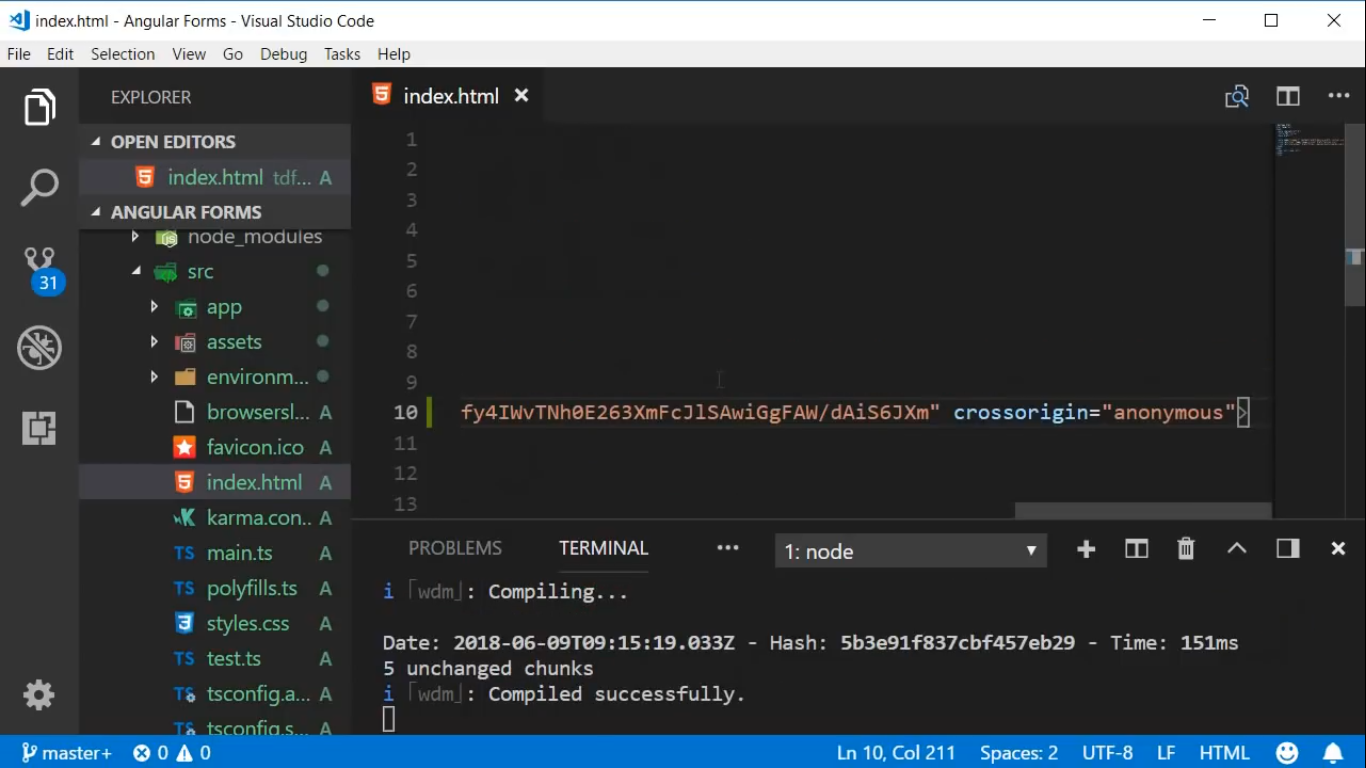 index.html - Angular Forms - Visual Studio Code
File Edit Selection View Go Debug Tasks Help
EXPLORER
OPEN EDITORS
index.html tdf... A
ANGULAR FORMS
node_modules
src
app
assets
environm...
browsersl... A
favicon.ico A
index.html A
karma.con.. A
main.ts A
polyfills.ts A
styles.css A
test.ts A
tsconfig.a... A
tsconfig.s...
31
index.html
1
2
3
4
5
6
7
8
9
10 fy4IWvTNh0E263XmFcJlSAwiGgFAW/dAiS6JXm" crossorigin="anonymous">
11
12
13
PROBLEMS TERMINAL ... 1: node
i ｢wdm｣: Compiling...
Date: 2018-06-09T09:15:19.033Z - Hash: 5b3e91f837cbf457eb29 - Time: 151ms
5 unchanged chunks
i ｢wdm｣: Compiled successfully.
master+ 0 0 Ln 10, Col 211 Spaces: 2 UTF-8 LF HTML